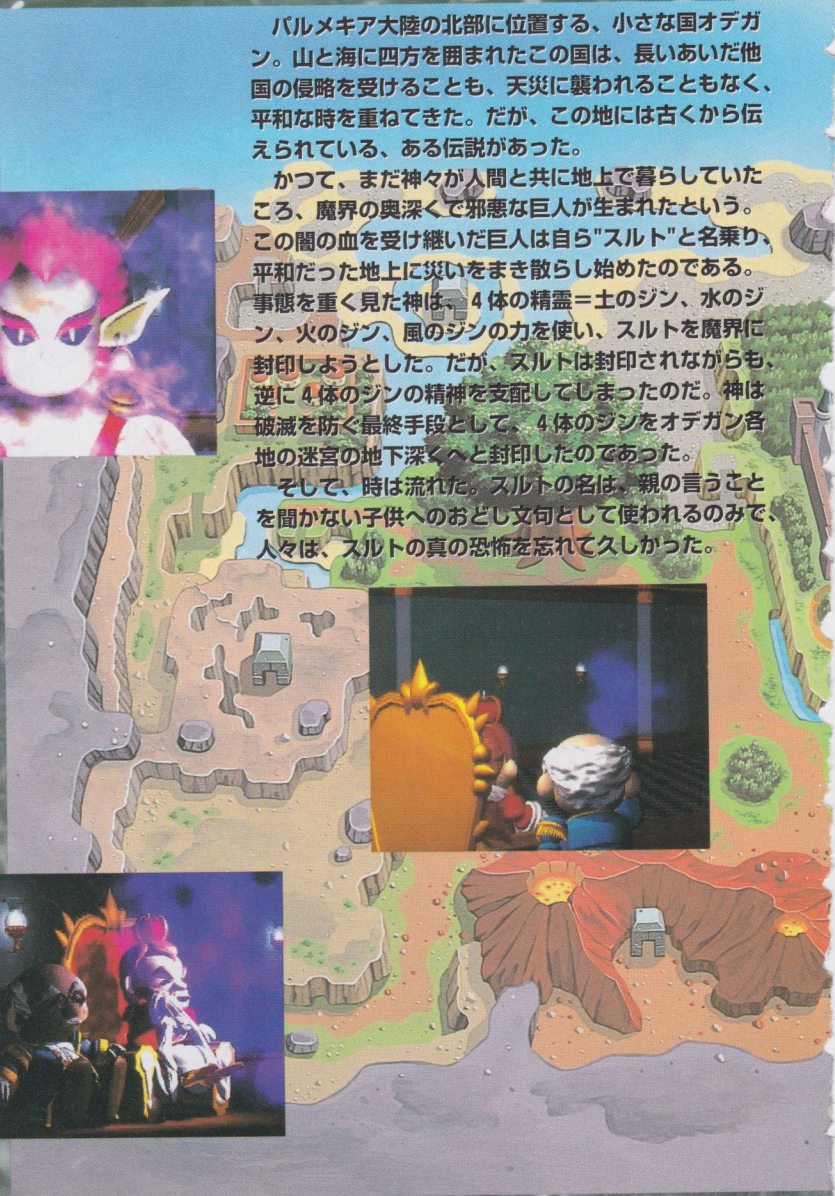 パルメキア大陸の北部に位置する、小さな国オデガ
ン。山と海に四方を囲まれたこの国は、長いあいだ他
国の侵略を受けることも、天災に襲われることもなく、
平和な時を重ねてきた。だが、この地には古くから伝
えられている、ある伝説があった。
かつて、まだ神々が人間と共に地上で暮らしていた
ころ、魔界の奥深くで邪悪な巨人が生まれたという。
この闇の血を受け継いだ巨人は自ら"スルト"と名乗り、
平和だった地上に災いをまき散らし始めたのである。
事態を重く見た神は、4体の精霊＝土のジン、水のジ
ン、火のジン、風のジンの力を使い、スルトを魔界に
封印しようとした。だが、スルトは封印されながらも、
逆に4体のジンの精神を支配してしまったのだ。神は
破滅を防ぐ最終手段として、4体のジンをオデガン各
地の迷宮の地下深くへと封印したのであった。
そして、時は流れた。スルトの名は、親の言うこと
を聞かない子供へのおどし文句として使われるのみで、
人々は、スルトの真の恐怖を忘れて久しかった。